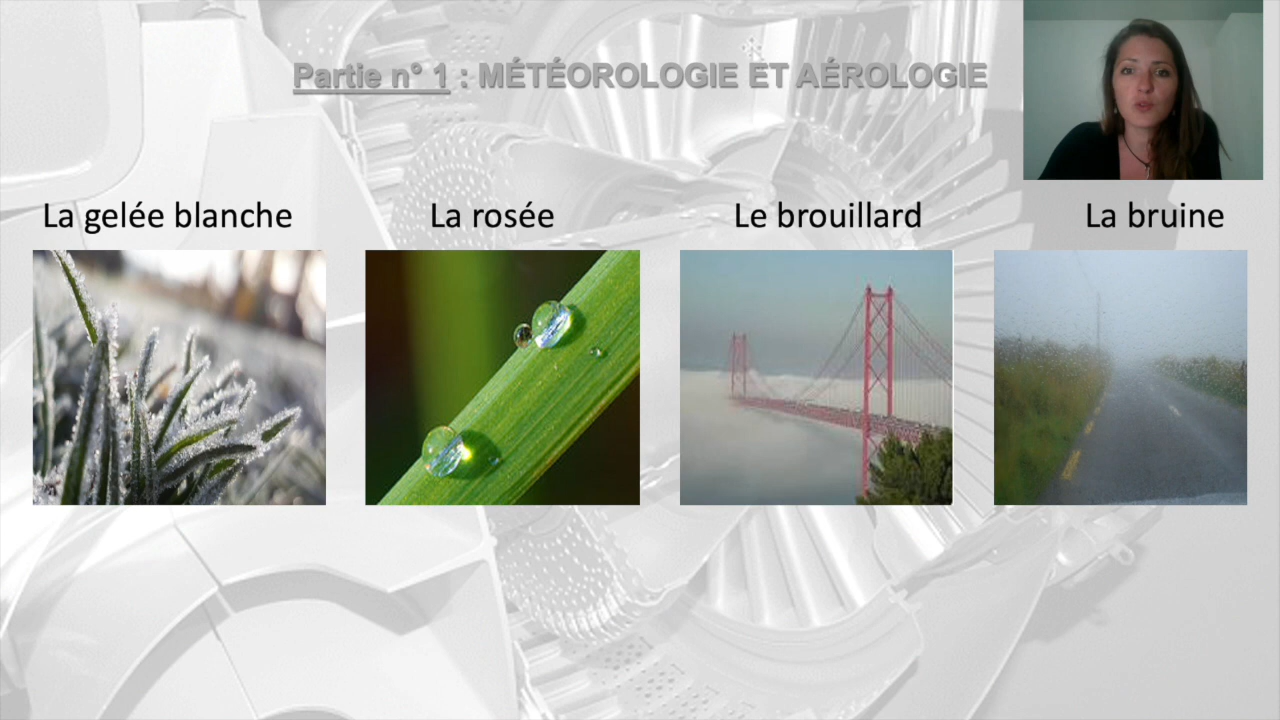 Partie n° 1 : MÉTÉOROLOGIE ET AÉROLOGIE
La gelée blanche
La rosée
Le brouillard
La bruine